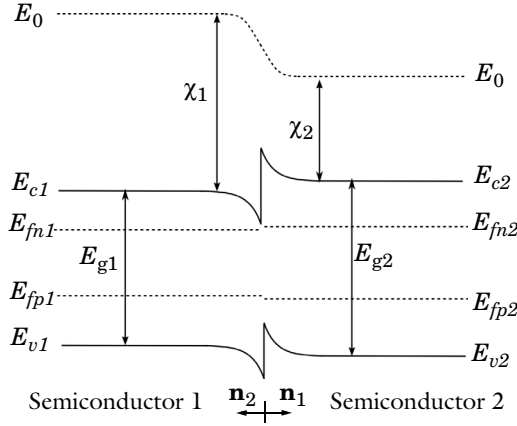 E0
E0
χ1
χ2
Ec1
Ec2
Efn1
Efn2
Eg1
Eg2
Efp1
Efp2
Ev1
Ev2
n2 n1
Semiconductor 1
Semiconductor 2